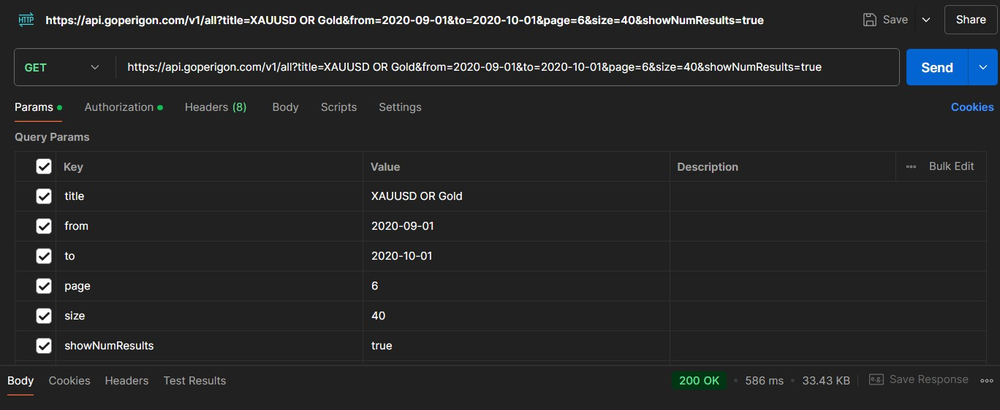 HTTP https://api.goperigon.com/v1/all?title=XAUUSD OR Gold&from=2020-09-01&to=2020-10-01&page=6&size=40&showNumResults=true Save Share
GET https://api.goperigon.com/v1/all?title=XAUUSD OR Gold&from=2020-09-01&to=2020-10-01&page=6&size=40&showNumResults=true Send
Params Authorization Headers (8) Body Scripts Settings Cookies
Query Params
Key Value Description Bulk Edit
title XAUUSD OR Gold
from 2020-09-01
to 2020-10-01
page 6
size 40
showNumResults true
Body Cookies Headers Test Results 200 OK 586 ms 33.43 KB e.g. Save Response